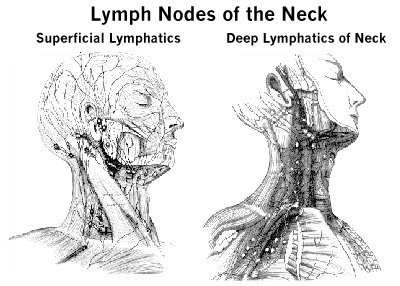 Lymph Nodes of the Neck
Superficial Lymphatics
Deep Lymphatics of Neck